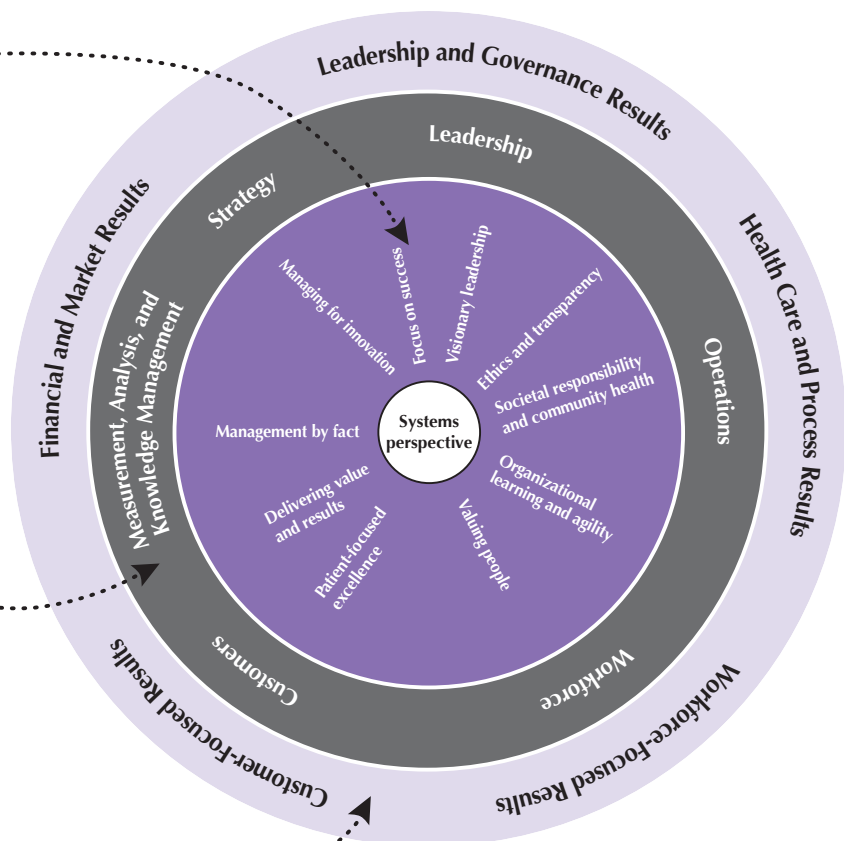 Leadership and Governance Results
Health Care and Process Results
Workforce-Focused Results
Customer-Focused Results
Financial and Market Results
Leadership
Operations
Workforce
Customers
Measurement, Analysis, and
Knowledge Management
Strategy
Focus on success
Visionary leadership
Ethics and transparency
Societal responsibility
and community health
Organizational
learning and agility
Valuing people
Patient-focused
excellence
Delivering value
and results
Management by fact
Managing for innovation
Systems
perspective